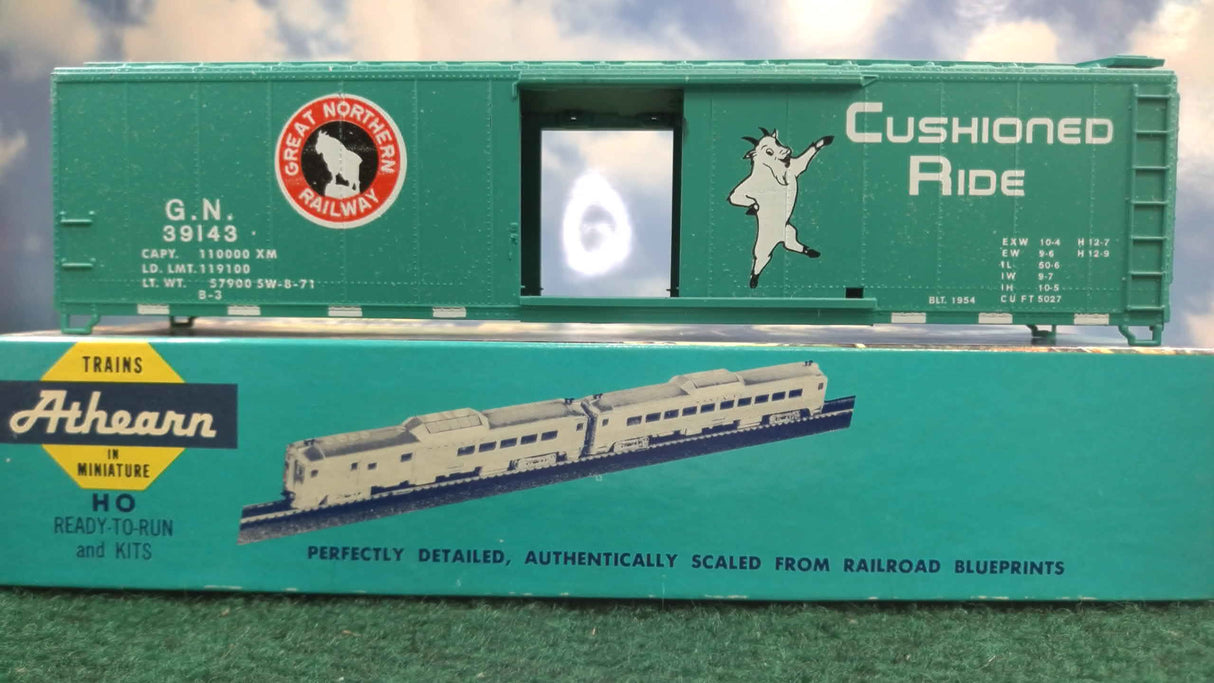 GREAT NORTHERN
RAILWAY
G.N.
39143
CAPY. 110000 XM
LD. LMT. 119100
LT. WT. 57900 SW-8-71
B-3
CUSHIONED
RIDE
EXW 10-4 H 12-7
EW 9-6 H 12-9
IL 50-6
IW 9-7
IH 10-5
BLT. 1954 CU FT 5027
TRAINS
Athearn
IN
MINIATURE
HO
READY-TO-RUN
and KITS
PERFECTLY DETAILED, AUTHENTICALLY SCALED FROM RAILROAD BLUEPRINTS